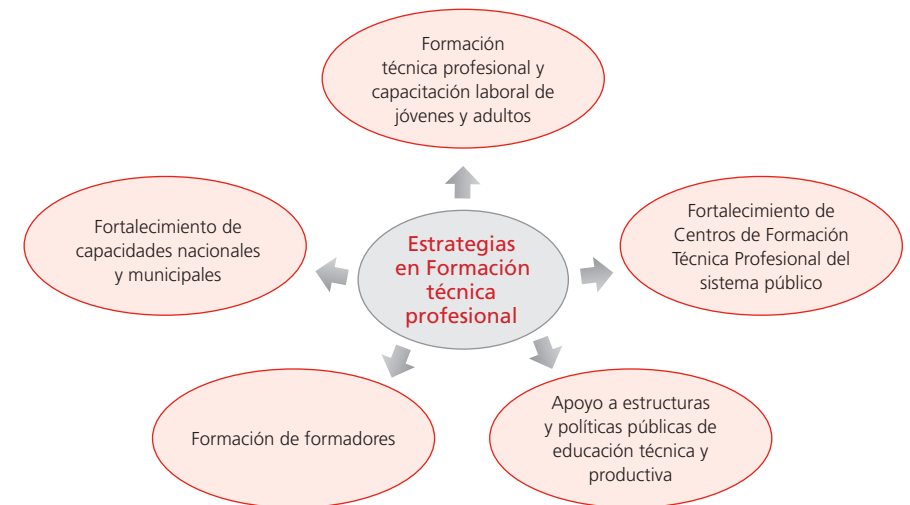 Formación
técnica profesional y
capacitación laboral de
jóvenes y adultos
Fortalecimiento de
capacidades nacionales
y municipales
Estrategias
en Formación
técnica
profesional
Fortalecimiento de
Centros de Formación
Técnica Profesional del
sistema público
Formación de formadores
Apoyo a estructuras
y políticas públicas de
educación técnica y
productiva